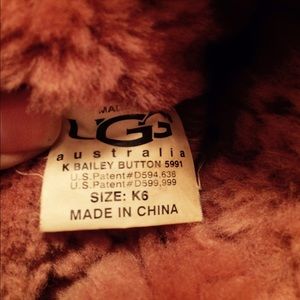 UGG
australia
K BAILEY BUTTON 5991
U.S. Patent#D594,638
U.S. Patent#D599,999
SIZE: K6
MADE IN CHINA